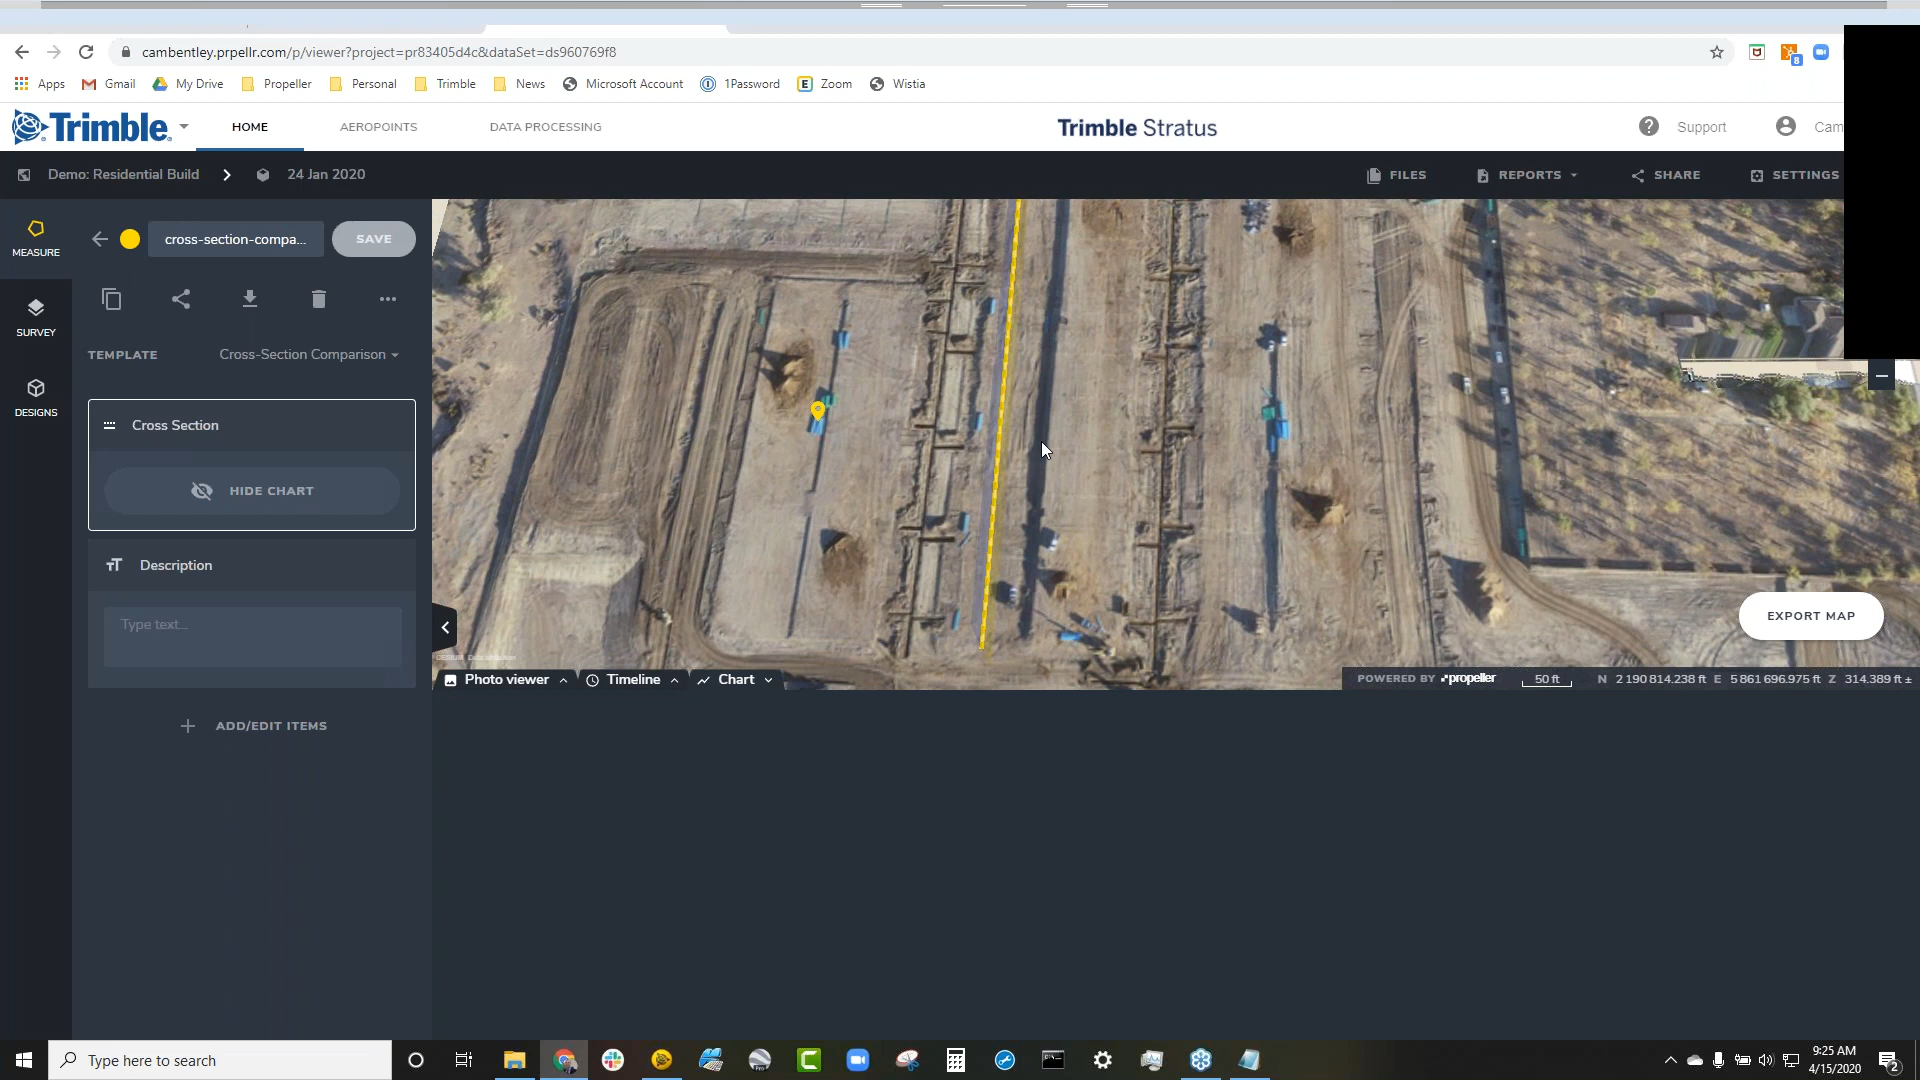 cambentley.prpellr.com/p/viewer?project=pr83405d4c&dataSet=ds960769f8
8
Apps Gmail My Drive Propeller Personal Trimble News Microsoft Account 1Password Zoom Wistia
Trimble HOME AEROPOINTS DATA PROCESSING Trimble Stratus Support Cam
Demo: Residential Build 24 Jan 2020 FILES REPORTS SHARE SETTINGS
MEASURE
cross-section-compa... SAVE
SURVEY
TEMPLATE Cross-Section Comparison
DESIGNS
Cross Section
HIDE CHART
Description
Type text...
ADD/EDIT ITEMS
EXPORT MAP
Photo viewer Timeline Chart
POWERED BY propeller 50 ft N 2 190 814.238 ft E 5 861 696.975 ft Z 314.389 ft ±
Type here to search
9:25 AM
4/15/2020
2